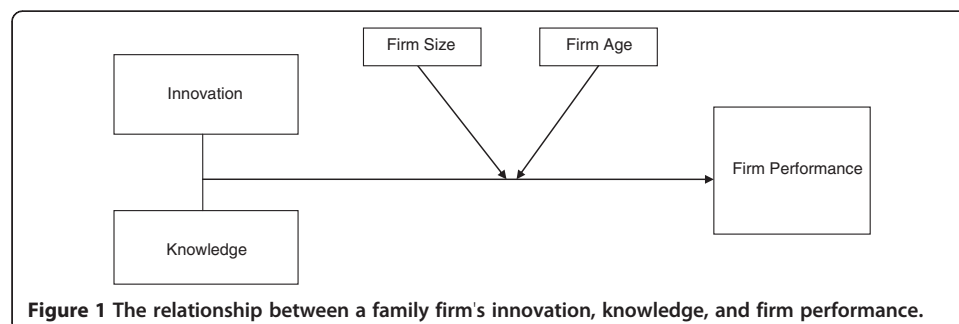 Firm Size
Firm Age
Innovation
Firm Performance
Knowledge
Figure 1 The relationship between a family firm's innovation, knowledge, and firm performance.